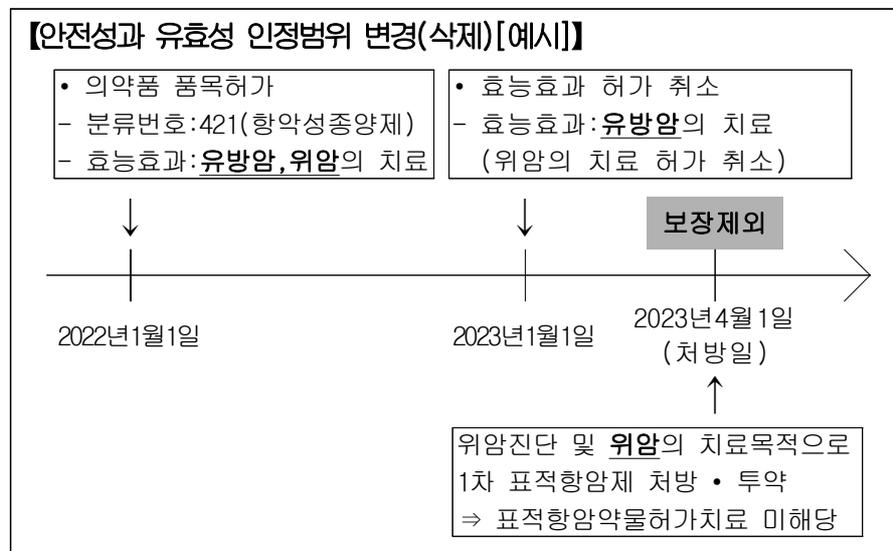 【안전성과 유효성 인정범위 변경(삭제)[예시]】
• 의약품 품목허가
- 분류번호:421(항악성종양제)
- 효능효과:유방암,위암의 치료
• 효능효과 허가 취소
- 효능효과:유방암의 치료
(위암의 치료 허가 취소)
보장제외
2022년1월1일
2023년1월1일
2023년4월1일
(처방일)
위암진단 및 위암의 치료목적으로
1차 표적항암제 처방 • 투약
⇒ 표적항암약물허가치료 미해당